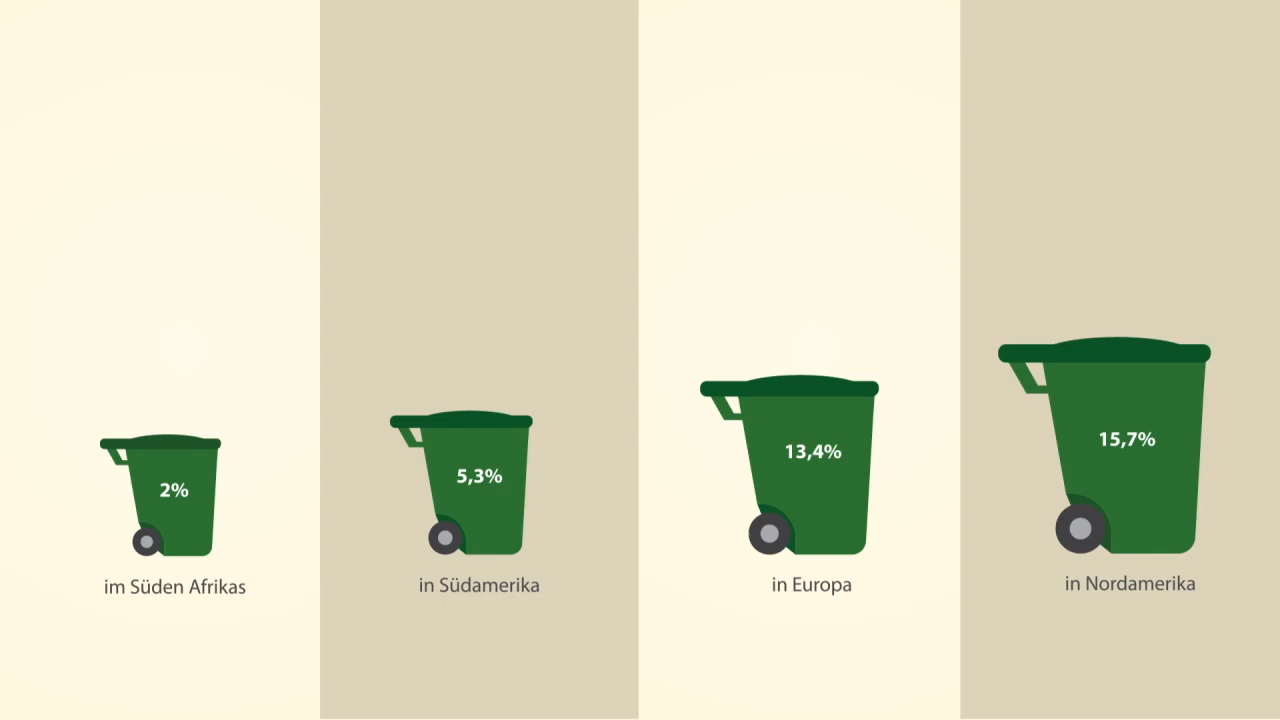 2%
im Süden Afrikas
5,3%
in Südamerika
13,4%
in Europa
15,7%
in Nordamerika